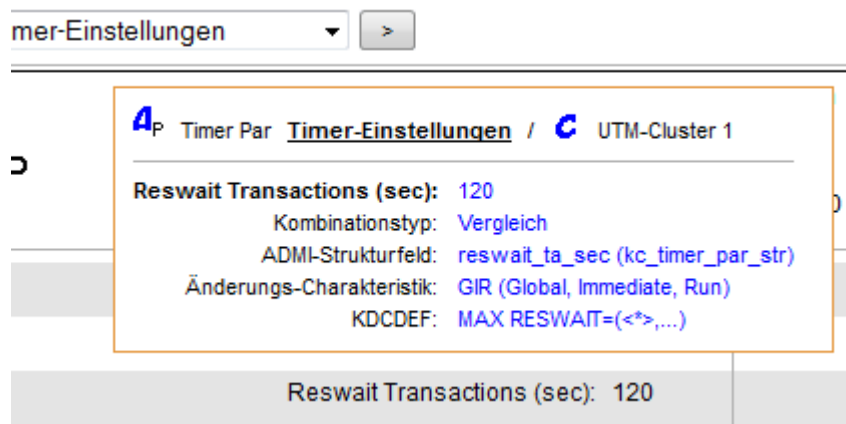 mer-Einstellungen >
AP Timer Par Timer-Einstellungen / C UTM-Cluster 1
Reswait Transactions (sec): 120
Kombinationstyp: Vergleich
ADMI-Strukturfeld: reswait_ta_sec (kc_timer_par_str)
Änderungs-Charakteristik: GIR (Global, Immediate, Run)
KDCDEF: MAX RESWAIT=(<*>,...)
Reswait Transactions (sec): 120